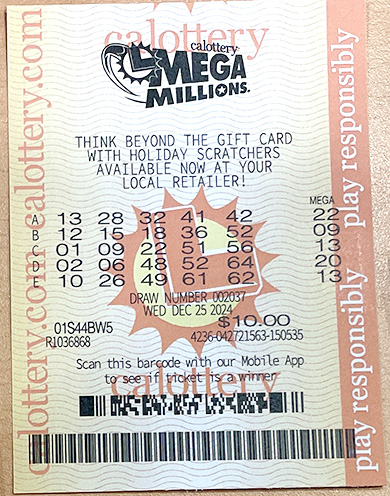 calottery
calottery
MEGA
MILLIONS.
THINK BEYOND THE GIFT CARD
WITH HOLIDAY SCRATCHERS
AVAILABLE NOW AT YOUR
LOCAL RETAILER!
MEGA
A 13 28 32 41 42 22
B 12 15 18 36 52 09
C 01 09 22 51 56 13
D 02 06 48 52 64 20
E 10 26 49 61 62 13
DRAW NUMBER 002037
WED DEC 25 2024
01S44BW5 $10.00
R1036868 4236-042721563-150535
Scan this barcode with our Mobile App
to see if ticket is a winner
calottery
calottery.com calottery.com
play responsibly play responsibly